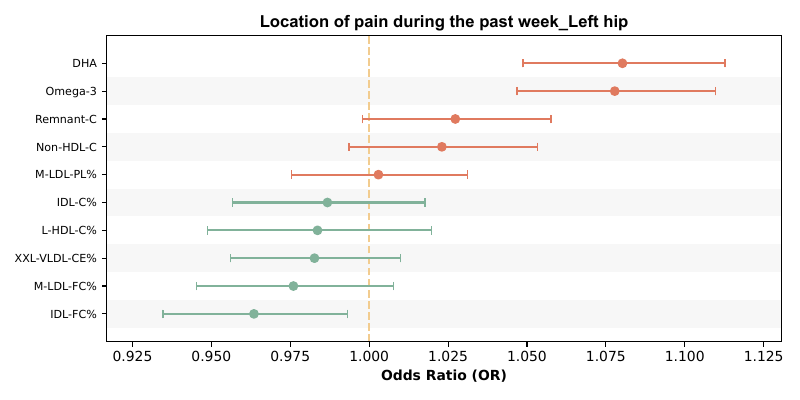 Location of pain during the past week_Left hip
DHA
Omega-3
Remnant-C
Non-HDL-C
M-LDL-PL%
IDL-C%
L-HDL-C%
XXL-VLDL-CE%
M-LDL-FC%
IDL-FC%
0.925 0.950 0.975 1.000 1.025 1.050 1.075 1.100 1.125
Odds Ratio (OR)